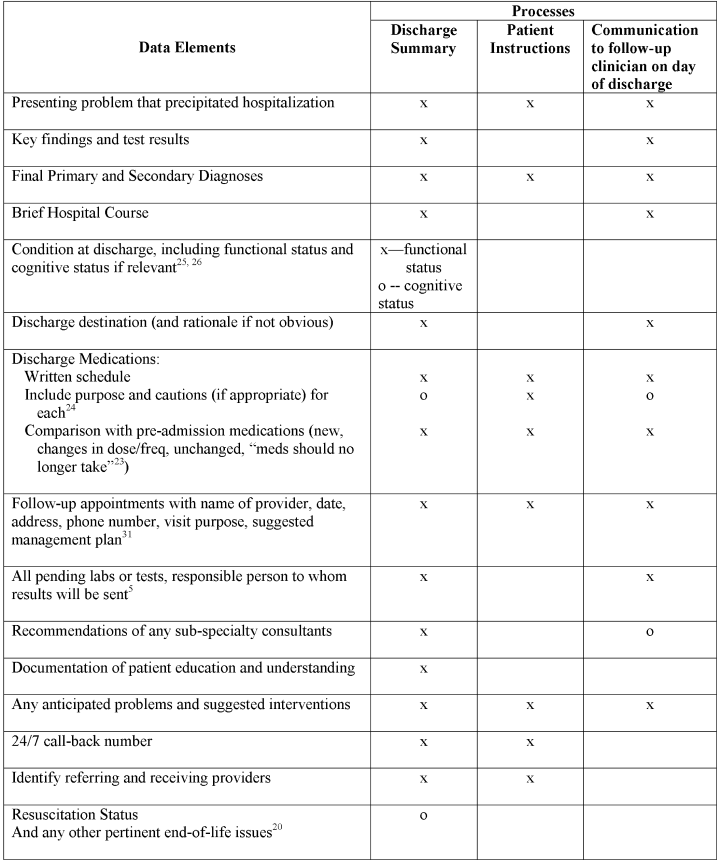 Processes
Data Elements
Discharge Summary
Patient Instructions
Communication to follow-up clinician on day of discharge
Presenting problem that precipitated hospitalization x x x
Key findings and test results x x
Final Primary and Secondary Diagnoses x x x
Brief Hospital Course x x
Condition at discharge, including functional status and
cognitive status if relevant25, 26
x—functional
status
o -- cognitive
status
Discharge destination (and rationale if not obvious) x x
Discharge Medications:
Written schedule x x x
Include purpose and cautions (if appropriate) for o x o
each24
Comparison with pre-admission medications (new, x x x
changes in dose/freq, unchanged, “meds should no
longer take”23)
Follow-up appointments with name of provider, date, x x x
address, phone number, visit purpose, suggested
management plan31
All pending labs or tests, responsible person to whom x x
results will be sent5
Recommendations of any sub-specialty consultants x o
Documentation of patient education and understanding x
Any anticipated problems and suggested interventions x x x
24/7 call-back number x x
Identify referring and receiving providers x x
Resuscitation Status o
And any other pertinent end-of-life issues20